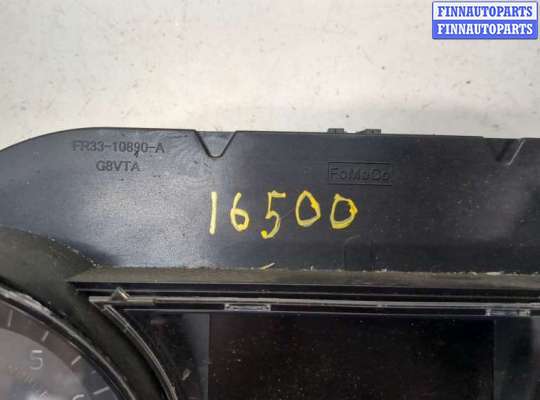 FINNAUTOPARTS
FINNAUTOPARTS
FR33-10890-A
G8VTA
FoMoCo
16500
5